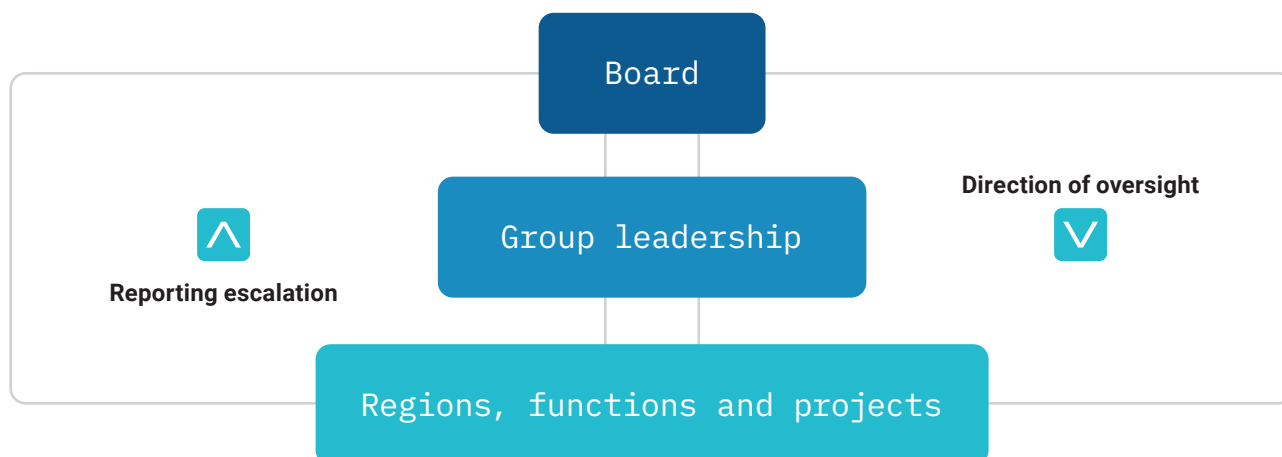 Board
Direction of oversight
Group leadership
Reporting escalation
Regions, functions and projects